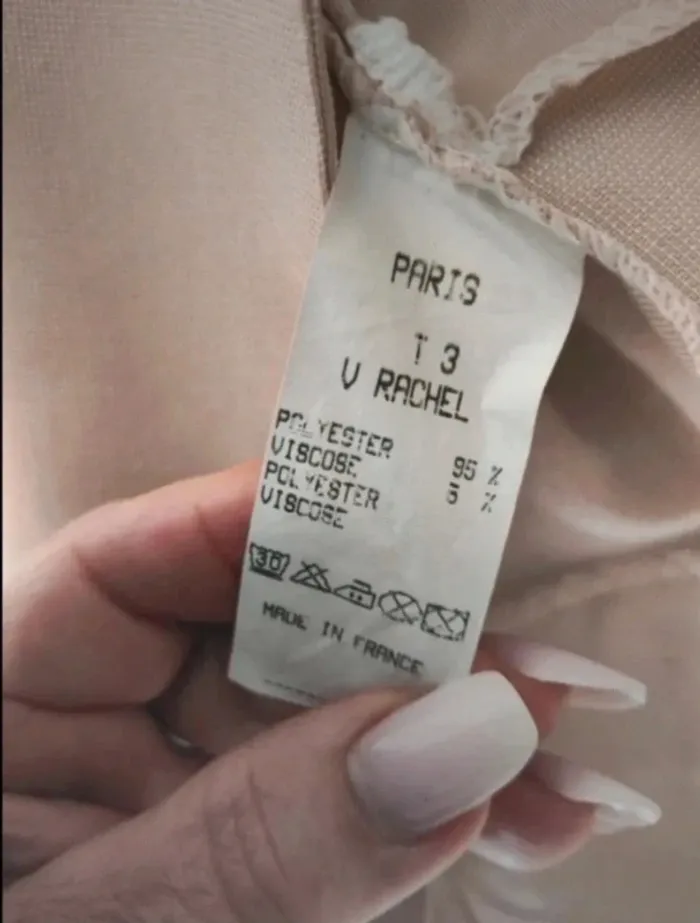 PARIS
T 3
V RACHEL
POLYESTER
VISCOSE 95 %
POLYESTER 5 %
VISCOSE
30
MADE IN FRANCE